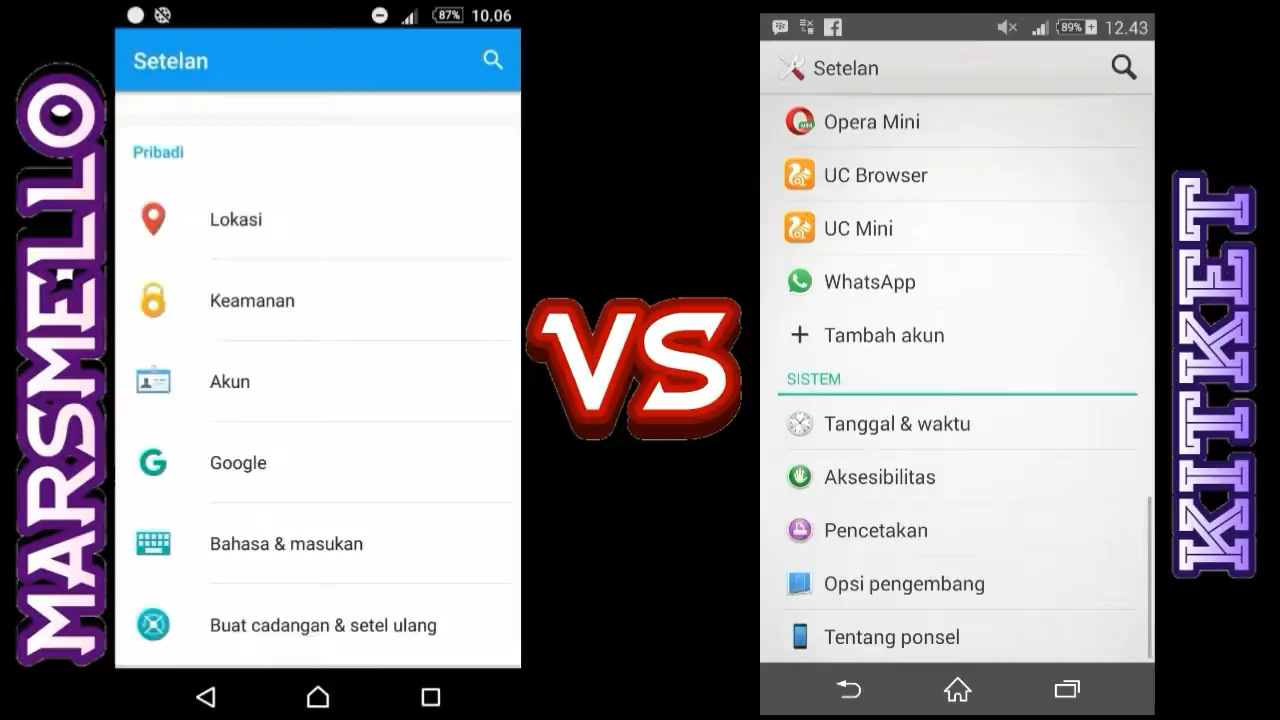 MARSMELLO
87% 10.06
Setelan
Pribadi
Lokasi
Keamanan
Akun
Google
Bahasa & masukan
Buat cadangan & setel ulang
VS
89% 12.43
Setelan
Opera Mini
UC Browser
UC Mini
WhatsApp
Tambah akun
SISTEM
Tanggal & waktu
Aksesibilitas
Pencetakan
Opsi pengembang
Tentang ponsel
KITKET